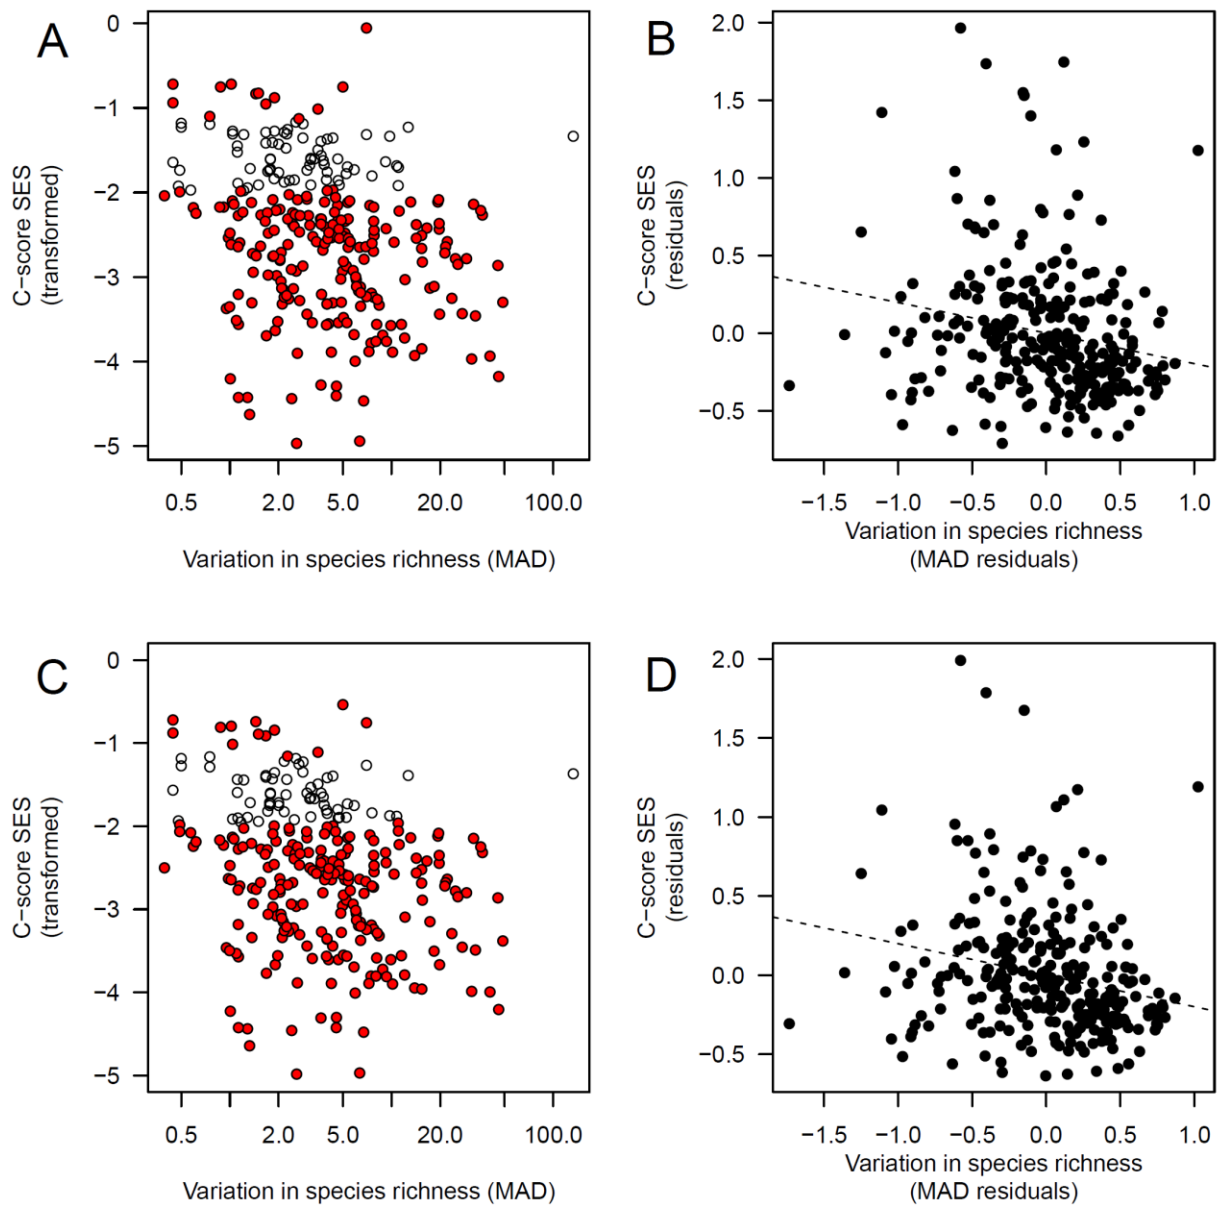 A
0
−1
−2
−3
−4
−5
C−score SES
(transformed)
0.5 2.0 5.0 20.0 100.0
Variation in species richness (MAD)
B
2.0
1.5
1.0
0.5
0.0
−0.5
C−score SES
(residuals)
−1.5 −1.0 −0.5 0.0 0.5 1.0
Variation in species richness
(MAD residuals)
C
0
−1
−2
−3
−4
−5
C−score SES
(transformed)
0.5 2.0 5.0 20.0 100.0
Variation in species richness (MAD)
D
2.0
1.5
1.0
0.5
0.0
−0.5
C−score SES
(residuals)
−1.5 −1.0 −0.5 0.0 0.5 1.0
Variation in species richness
(MAD residuals)